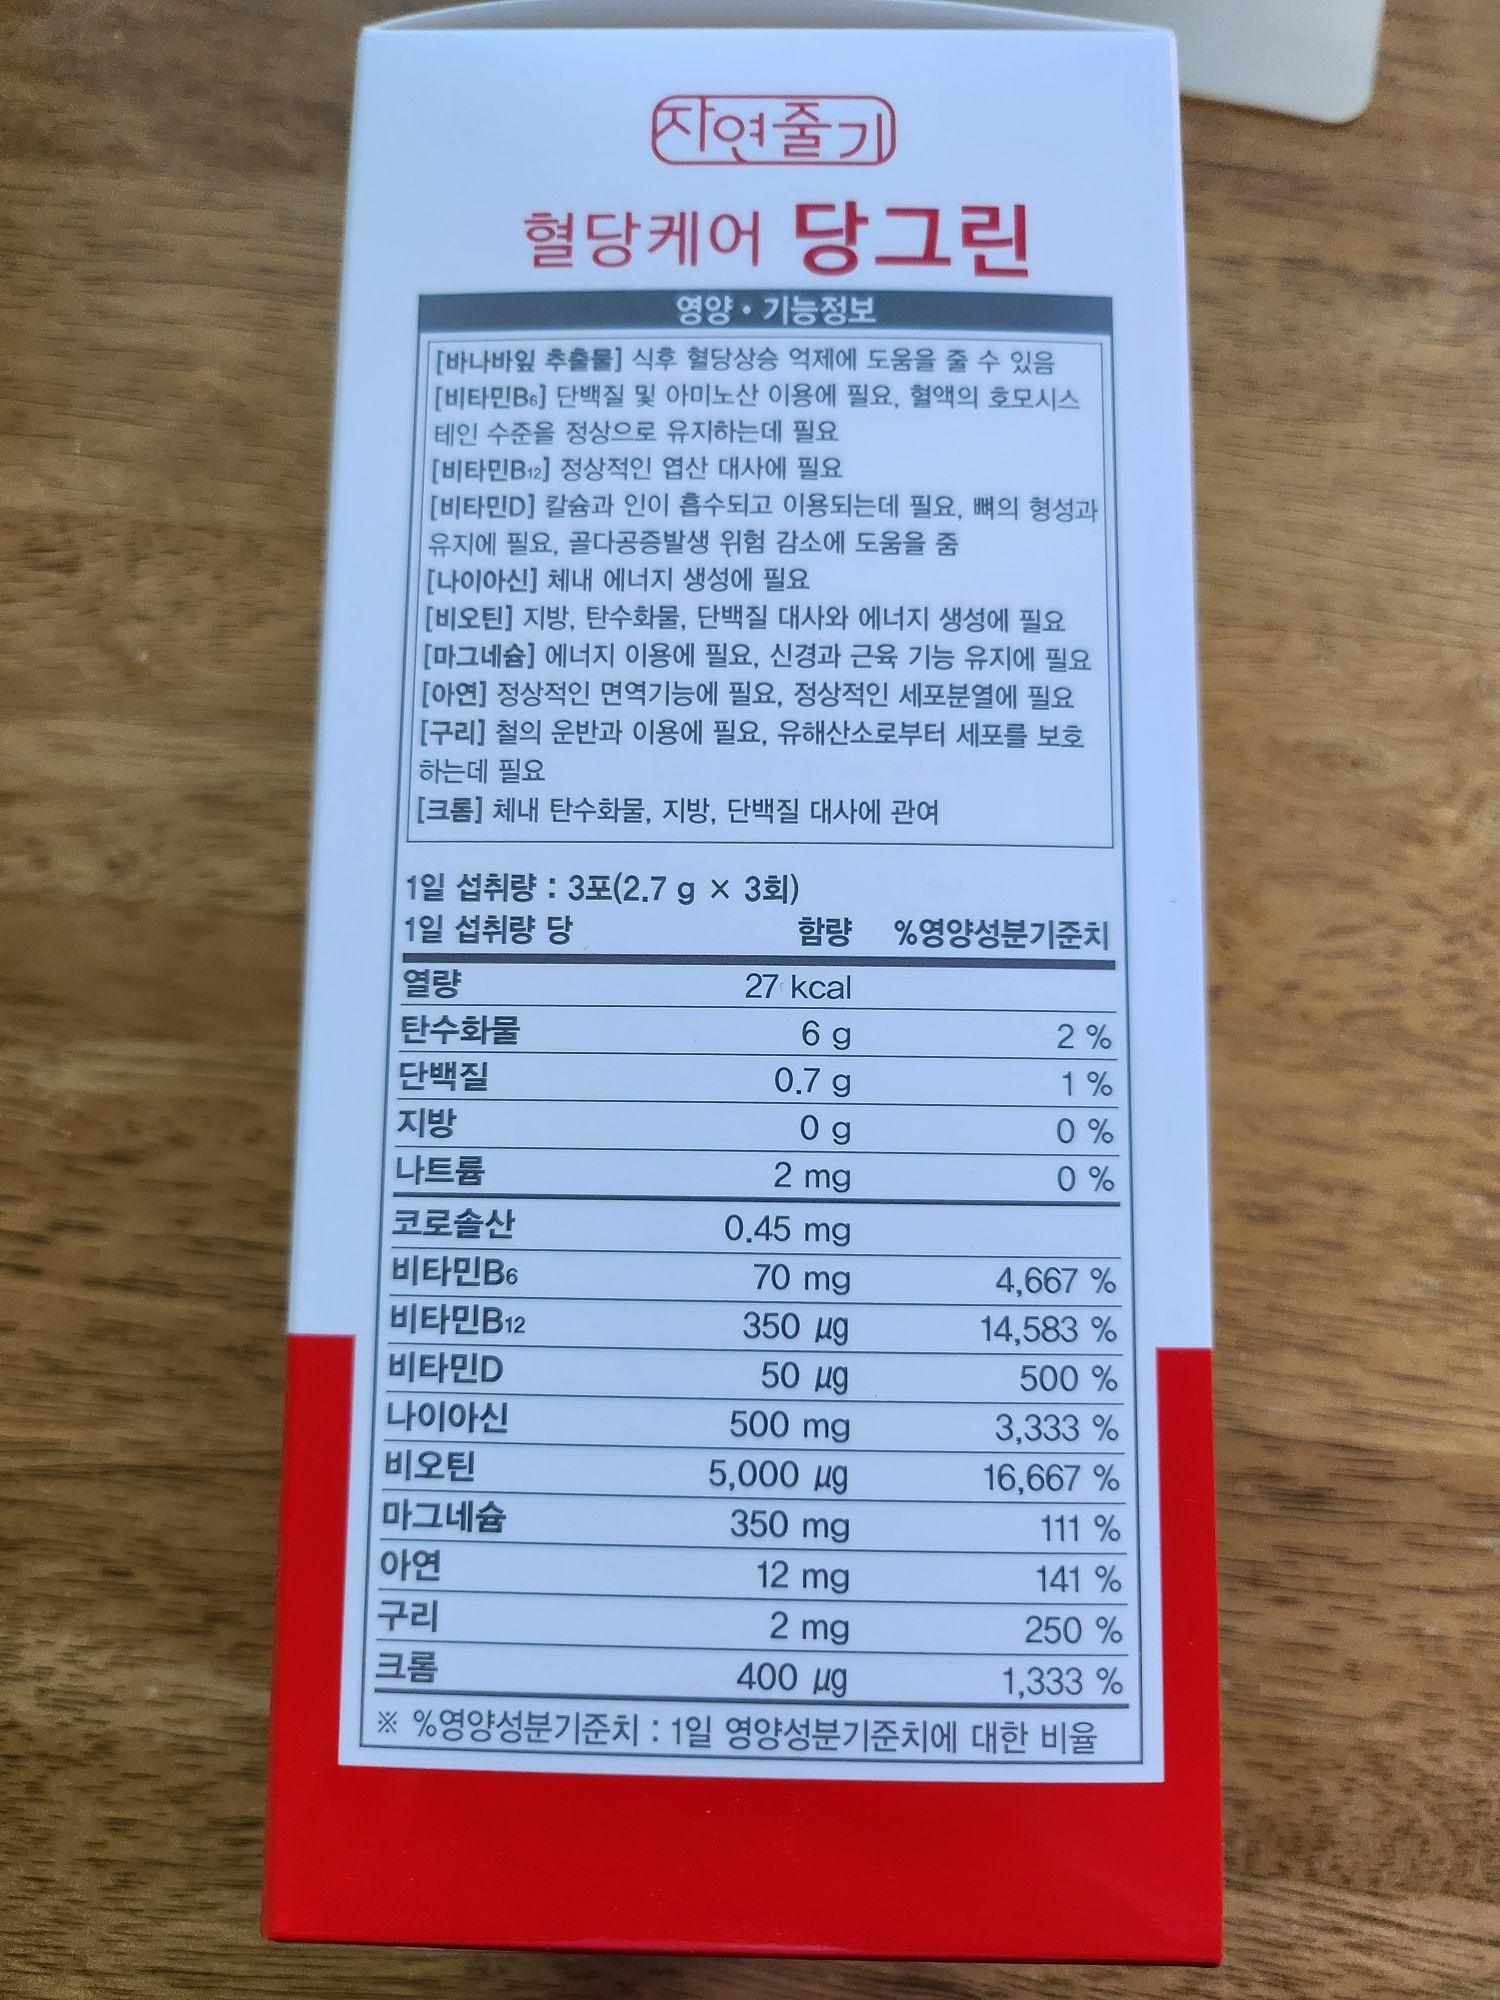 자연줄기
혈당케어 당그린
영양·기능정보
[바나바잎 추출물] 식후 혈당상승 억제에 도움을 줄 수 있음
[비타민B6] 단백질 및 아미노산 이용에 필요, 혈액의 호모시스
테인 수준을 정상으로 유지하는데 필요
[비타민B12] 정상적인 엽산 대사에 필요
[비타민D] 칼슘과 인이 흡수되고 이용되는데 필요, 뼈의 형성과
유지에 필요, 골다공증발생 위험 감소에 도움을 줌
[나이아신] 체내 에너지 생성에 필요
[비오틴] 지방, 탄수화물, 단백질 대사와 에너지 생성에 필요
[마그네슘] 에너지 이용에 필요, 신경과 근육 기능 유지에 필요
[아연] 정상적인 면역기능에 필요, 정상적인 세포분열에 필요
[구리] 철의 운반과 이용에 필요, 유해산소로부터 세포를 보호
하는데 필요
[크롬] 체내 탄수화물, 지방, 단백질 대사에 관여
1일 섭취량 : 3포(2.7 g × 3회)
1일 섭취량 당 함량 %영양성분기준치
열량 27 kcal
탄수화물 6 g 2 %
단백질 0.7 g 1 %
지방 0 g 0 %
나트륨 2 mg 0 %
코로솔산 0.45 mg
비타민B6 70 mg 4,667 %
비타민B12 350 µg 14,583 %
비타민D 50 µg 500 %
나이아신 500 mg 3,333 %
비오틴 5,000 µg 16,667 %
마그네슘 350 mg 111 %
아연 12 mg 141 %
구리 2 mg 250 %
크롬 400 µg 1,333 %
※ %영양성분기준치 : 1일 영양성분기준치에 대한 비율